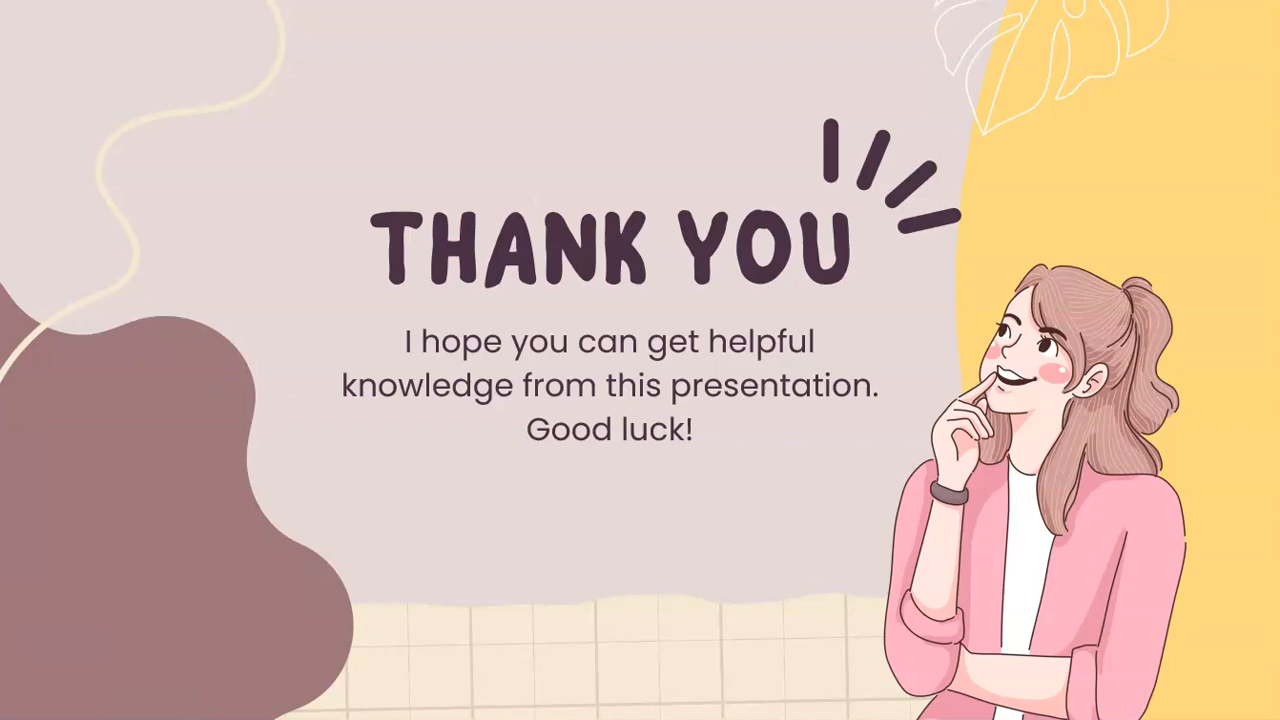 THANK YOU
I hope you can get helpful
knowledge from this presentation.
Good luck!